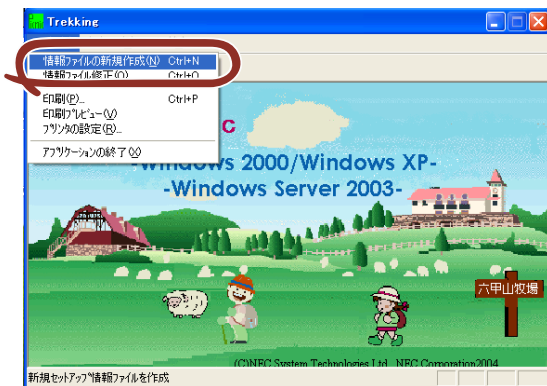 Trekking
情報ファイルの新規作成(N) Ctrl+N
情報ファイル修正(O) Ctrl+O
印刷(P)... Ctrl+P
印刷プレビュー(V)
プリンタの設定(R)...
アプリケーションの終了(X)
C
-Windows 2000/Windows XP-
-Windows Server 2003-
六甲山牧場
(C)NEC System Technologies Ltd., NEC Corporation2004
新規セットアップ情報ファイルを作成